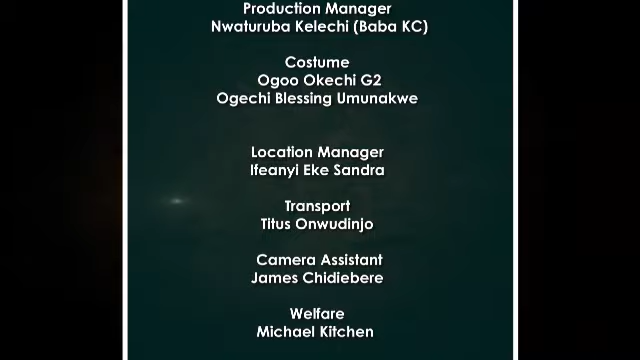 Production Manager
Nwaturuba Kelechi (Baba KC)
Costume
Ogoo Okechi G2
Ogechi Blessing Umunakwe
Location Manager
Ifeanyi Eke Sandra
Transport
Titus Onwudinjo
Camera Assistant
James Chidiebere
Welfare
Michael Kitchen